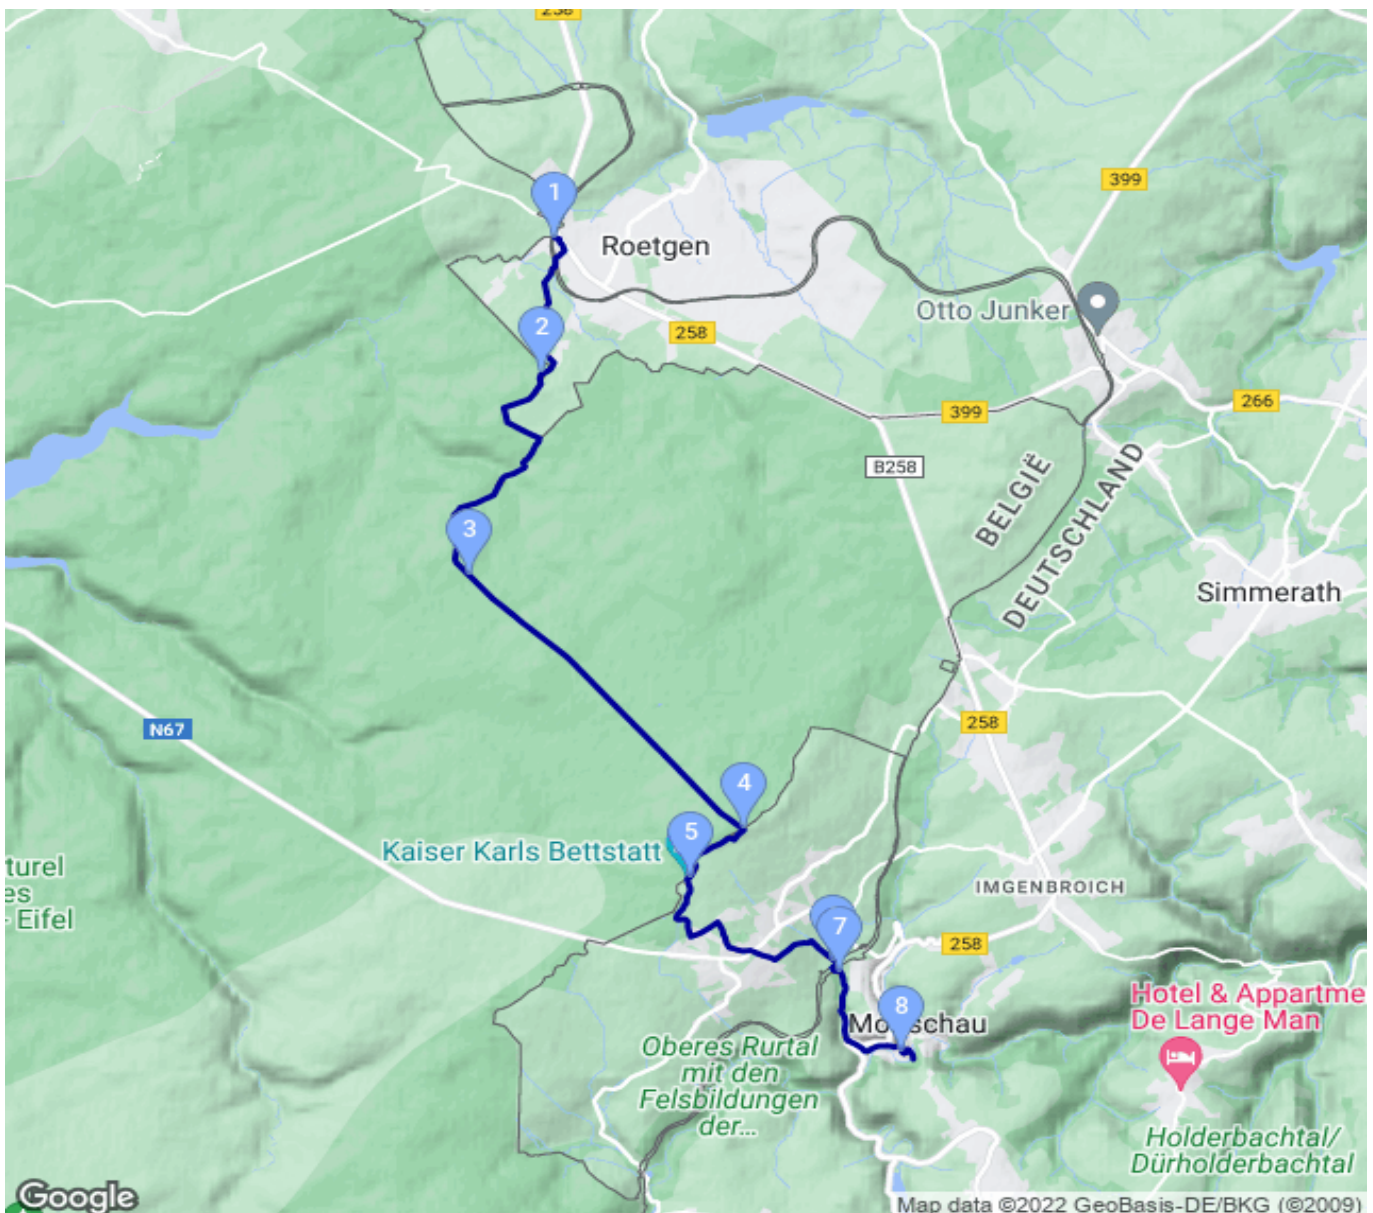 258
399
1
Roetgen
Otto Junker
2
258
266
399
B258
BELGIË
DEUTSCHLAND
3
Simmerath
N67
258
4
5
Kaiser Karls Bettstatt
turel
es
- Eifel
IMGENBROICH
7
258
8
Hotel & Appartme
De Lange Man
Oberes Rurtal
mit den
Felsbildungen
der...
Holderbachtal/
Dürholderbachtal
Google
Map data ©2022 GeoBasis-DE/BKG (©2009)